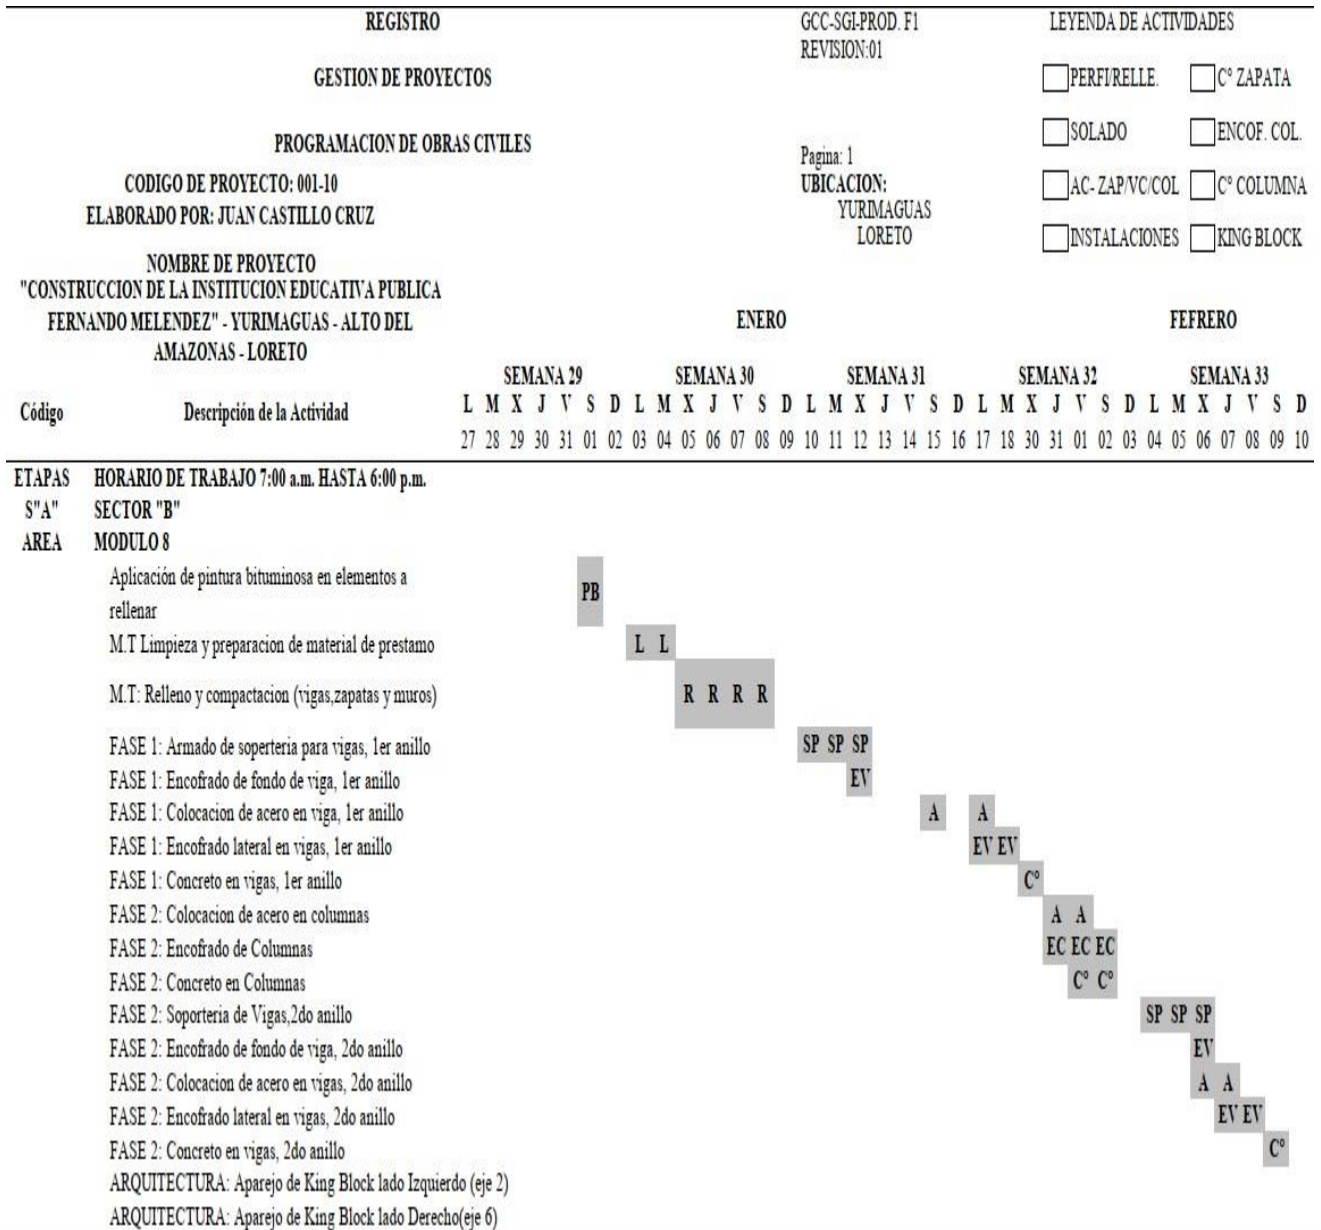 REGISTRO
GESTION DE PROYECTOS
PROGRAMACION DE OBRAS CIVILES
CODIGO DE PROYECTO: 001-10
ELABORADO POR: JUAN CASTILLO CRUZ
NOMBRE DE PROYECTO
"CONSTRUCCION DE LA INSTITUCION EDUCATIVA PUBLICA
FERNANDO MELENDEZ" - YURIMAGUAS - ALTO DEL
AMAZONAS - LORETO
GCC-SGI-PROD. F1
REVISION:01
Pagina: 1
UBICACION:
YURIMAGUAS
LORETO
LEYENDA DE ACTIVIDADES
PERFI/RELLE. C° ZAPATA
SOLADO ENCOF. COL.
AC- ZAP/VC/COL C° COLUMNA
INSTALACIONES KING BLOCK
ENERO FEFRERO
SEMANA 29 SEMANA 30 SEMANA 31 SEMANA 32 SEMANA 33
Código Descripción de la Actividad L M X J V S D L M X J V S D L M X J V S D L M X J V S D L M X J V S D
27 28 29 30 31 01 02 03 04 05 06 07 08 09 10 11 12 13 14 15 16 17 18 30 31 01 02 03 04 05 06 07 08 09 10
ETAPAS HORARIO DE TRABAJO 7:00 a.m. HASTA 6:00 p.m.
S"A" SECTOR "B"
AREA MODULO 8
Aplicación de pintura bituminosa en elementos a
rellenar PB
M.T Limpieza y preparacion de material de prestamo L L
M.T: Relleno y compactacion (vigas,zapatas y muros) R R R R
FASE 1: Armado de soperteria para vigas, 1er anillo SP SP SP
FASE 1: Encofrado de fondo de viga, 1er anillo EV
FASE 1: Colocacion de acero en viga, 1er anillo A A
FASE 1: Encofrado lateral en vigas, 1er anillo EV EV
FASE 1: Concreto en vigas, 1er anillo C°
FASE 2: Colocacion de acero en columnas A A
FASE 2: Encofrado de Columnas EC EC EC
FASE 2: Concreto en Columnas C° C°
FASE 2: Soporteria de Vigas,2do anillo SP SP SP
FASE 2: Encofrado de fondo de viga, 2do anillo EV
FASE 2: Colocacion de acero en vigas, 2do anillo A A
FASE 2: Encofrado lateral en vigas, 2do anillo EV EV
FASE 2: Concreto en vigas, 2do anillo C°
ARQUITECTURA: Aparejo de King Block lado Izquierdo (eje 2)
ARQUITECTURA: Aparejo de King Block lado Derecho(eje 6)